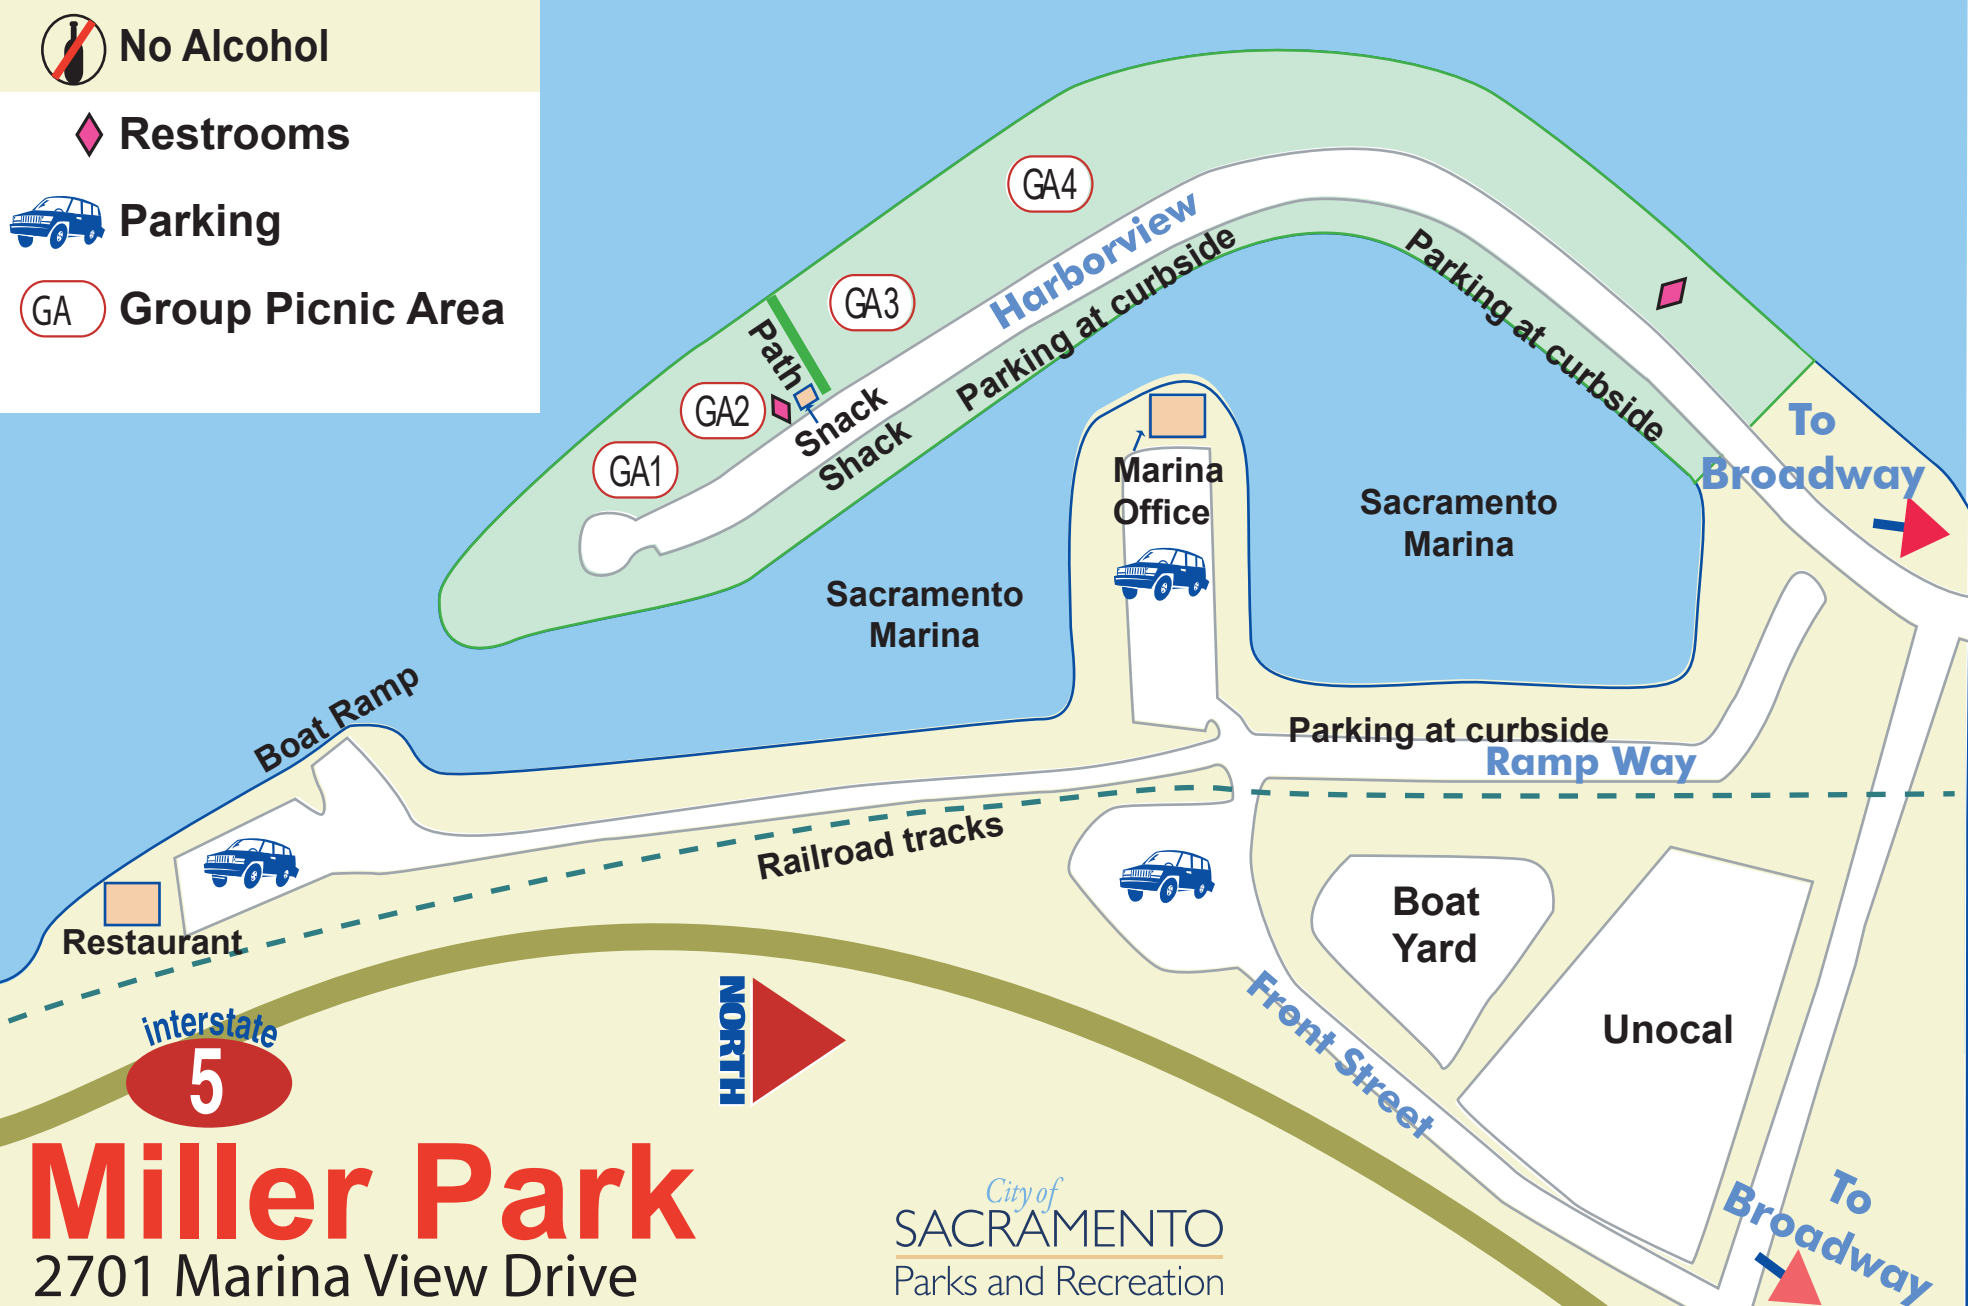 No Alcohol
Restrooms
Parking
GA Group Picnic Area
GA4
Harborview
Parking at curbside
Parking at curbside
GA3
Path
GA2
Snack
Shack
GA1
To
Broadway
Marina
Office
Sacramento
Marina
Sacramento
Marina
Boat Ramp
Parking at curbside
Ramp Way
Railroad tracks
Restaurant
Boat
Yard
Unocal
Front Street
NORTH
interstate
5
To
Broadway
Miller Park
2701 Marina View Drive
City of
SACRAMENTO
Parks and Recreation